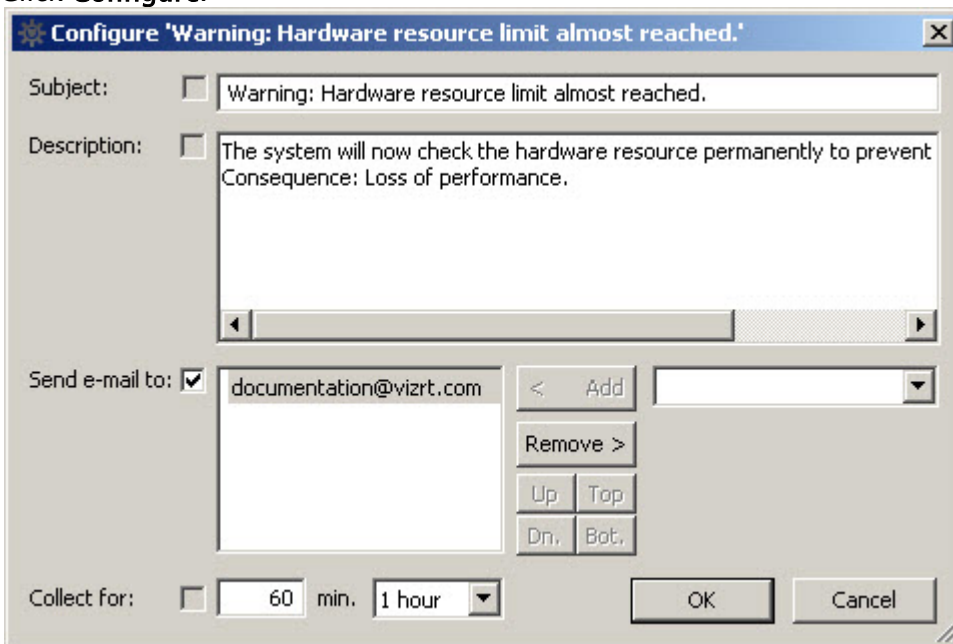 Click Configure.
Configure 'Warning: Hardware resource limit almost reached.'
Subject: Warning: Hardware resource limit almost reached.
Description: The system will now check the hardware resource permanently to prevent
Consequence: Loss of performance.
Send e-mail to: documentation@vizrt.com < Add
Remove >
Up Top
Dn. Bot.
Collect for: 60 min. 1 hour OK Cancel